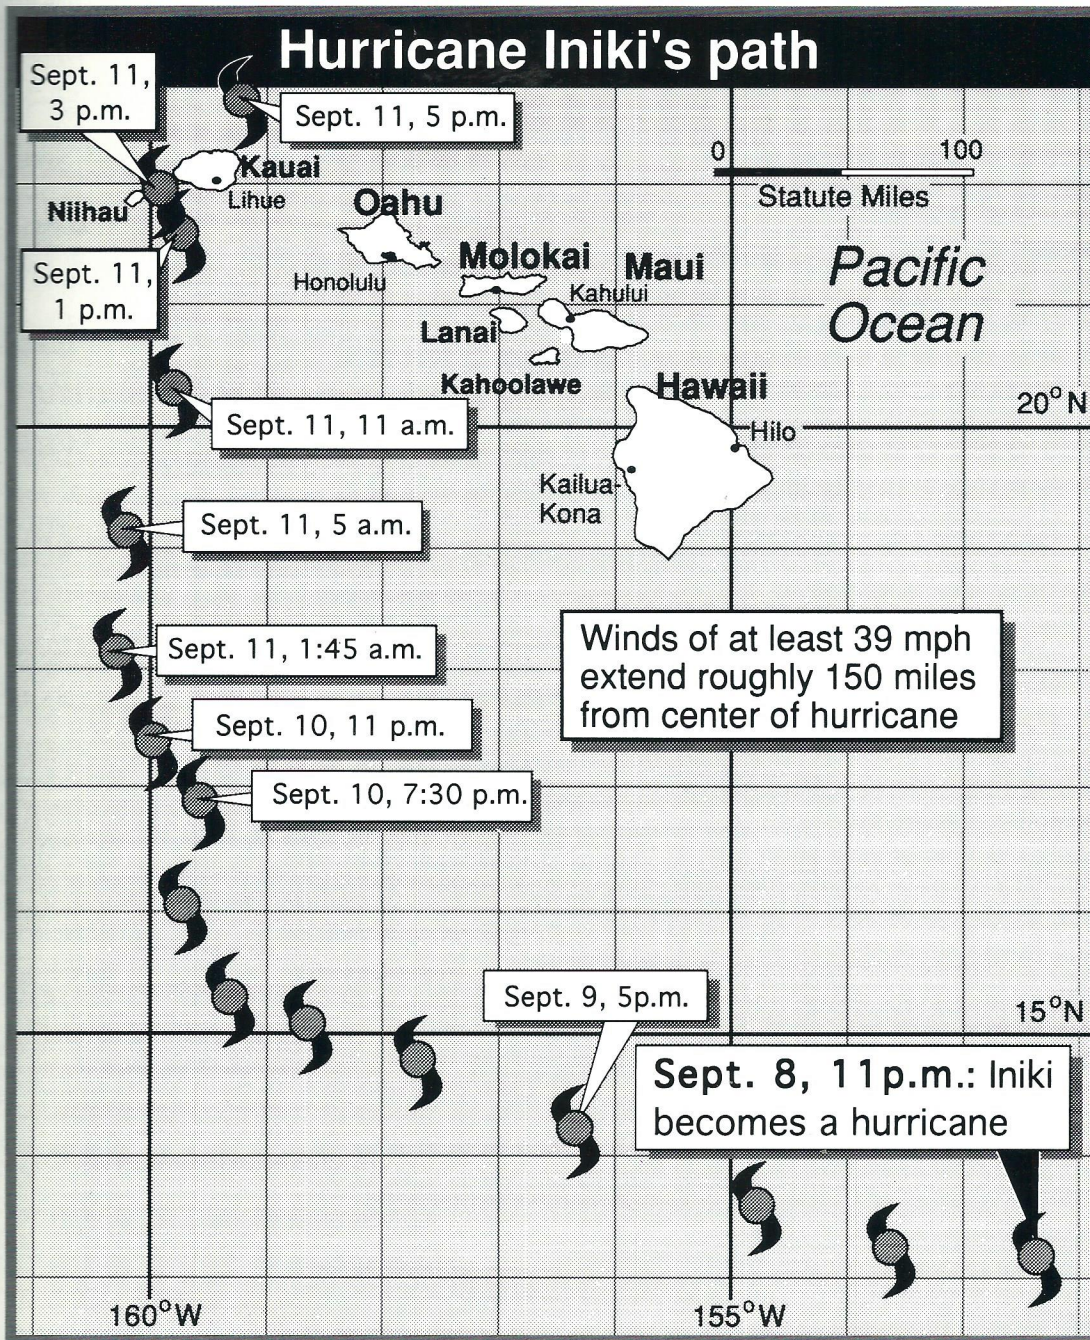 Hurricane Iniki's path
Sept. 11,
3 p.m.
Sept. 11, 5 p.m.
Kauai
Lihue
Niihau
0 100
Statute Miles
Oahu
Honolulu
Molokai
Maui
Kahului
Lanai
Kahoolawe
Pacific
Ocean
Sept. 11,
1 p.m.
Hawaii
20°N
Sept. 11, 11 a.m.
Hilo
Kailua-
Kona
Sept. 11, 5 a.m.
Sept. 11, 1:45 a.m.
Winds of at least 39 mph
extend roughly 150 miles
from center of hurricane
Sept. 10, 11 p.m.
Sept. 10, 7:30 p.m.
Sept. 9, 5p.m.
15°N
Sept. 8, 11p.m.: Iniki
becomes a hurricane
160°W
155°W